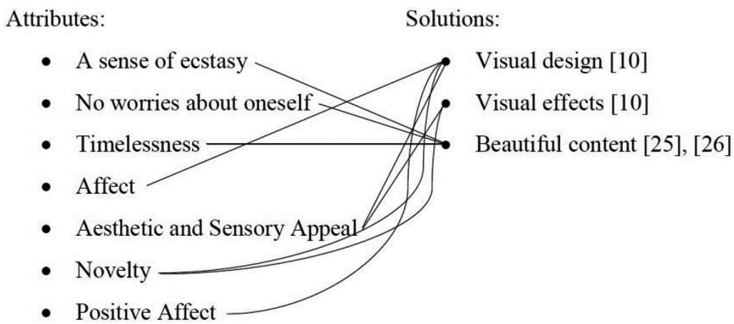 Attributes:
Solutions:
A sense of ecstasy
Visual design [10]
No worries about oneself
Visual effects [10]
Timelessness
Beautiful content [25], [26]
Affect
Aesthetic and Sensory Appeal
Novelty
Positive Affect